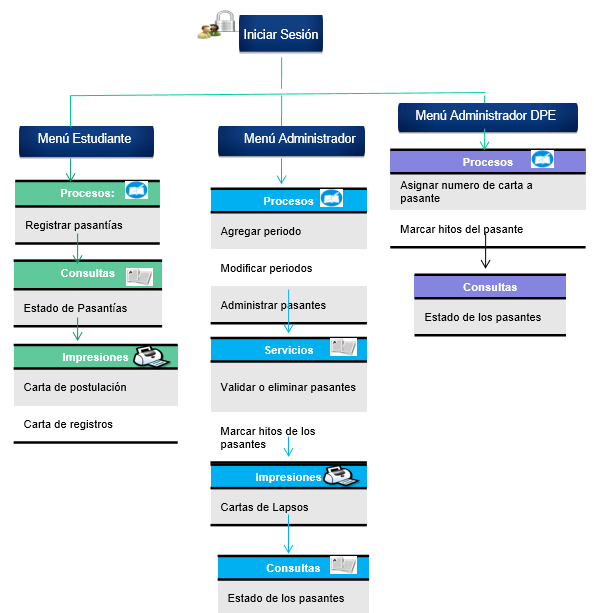 Iniciar Sesión
Menú Estudiante
Procesos:
Registrar pasantías
Consultas
Estado de Pasantías
Impresiones
Carta de postulación
Carta de registros
Menú Administrador
Procesos
Agregar periodo
Modificar periodos
Administrar pasantes
Servicios
Validar o eliminar pasantes
Marcar hitos de los
pasantes
Impresiones
Cartas de Lapsos
Consultas
Estado de los pasantes
Menú Administrador DPE
Procesos
Asignar numero de carta a
pasante
Marcar hitos del pasante
Consultas
Estado de los pasantes